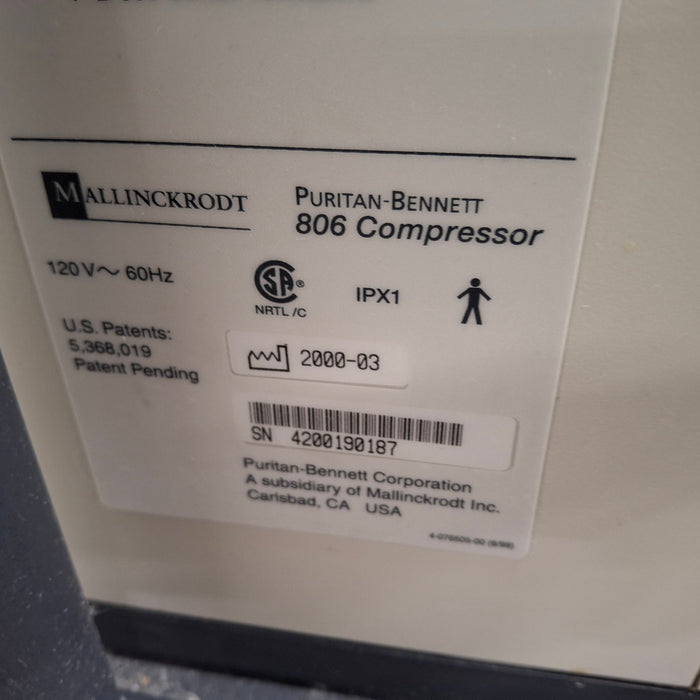 MALLINCKRODT
PURITAN-BENNETT
806 Compressor
120V~ 60Hz
SA®
NRTL /C
IPX1
U.S. Patents:
5,368,019
Patent Pending
2000-03
SN 4200190187
Puritan-Bennett Corporation
A subsidiary of Mallinckrodt Inc.
Carlsbad, CA USA